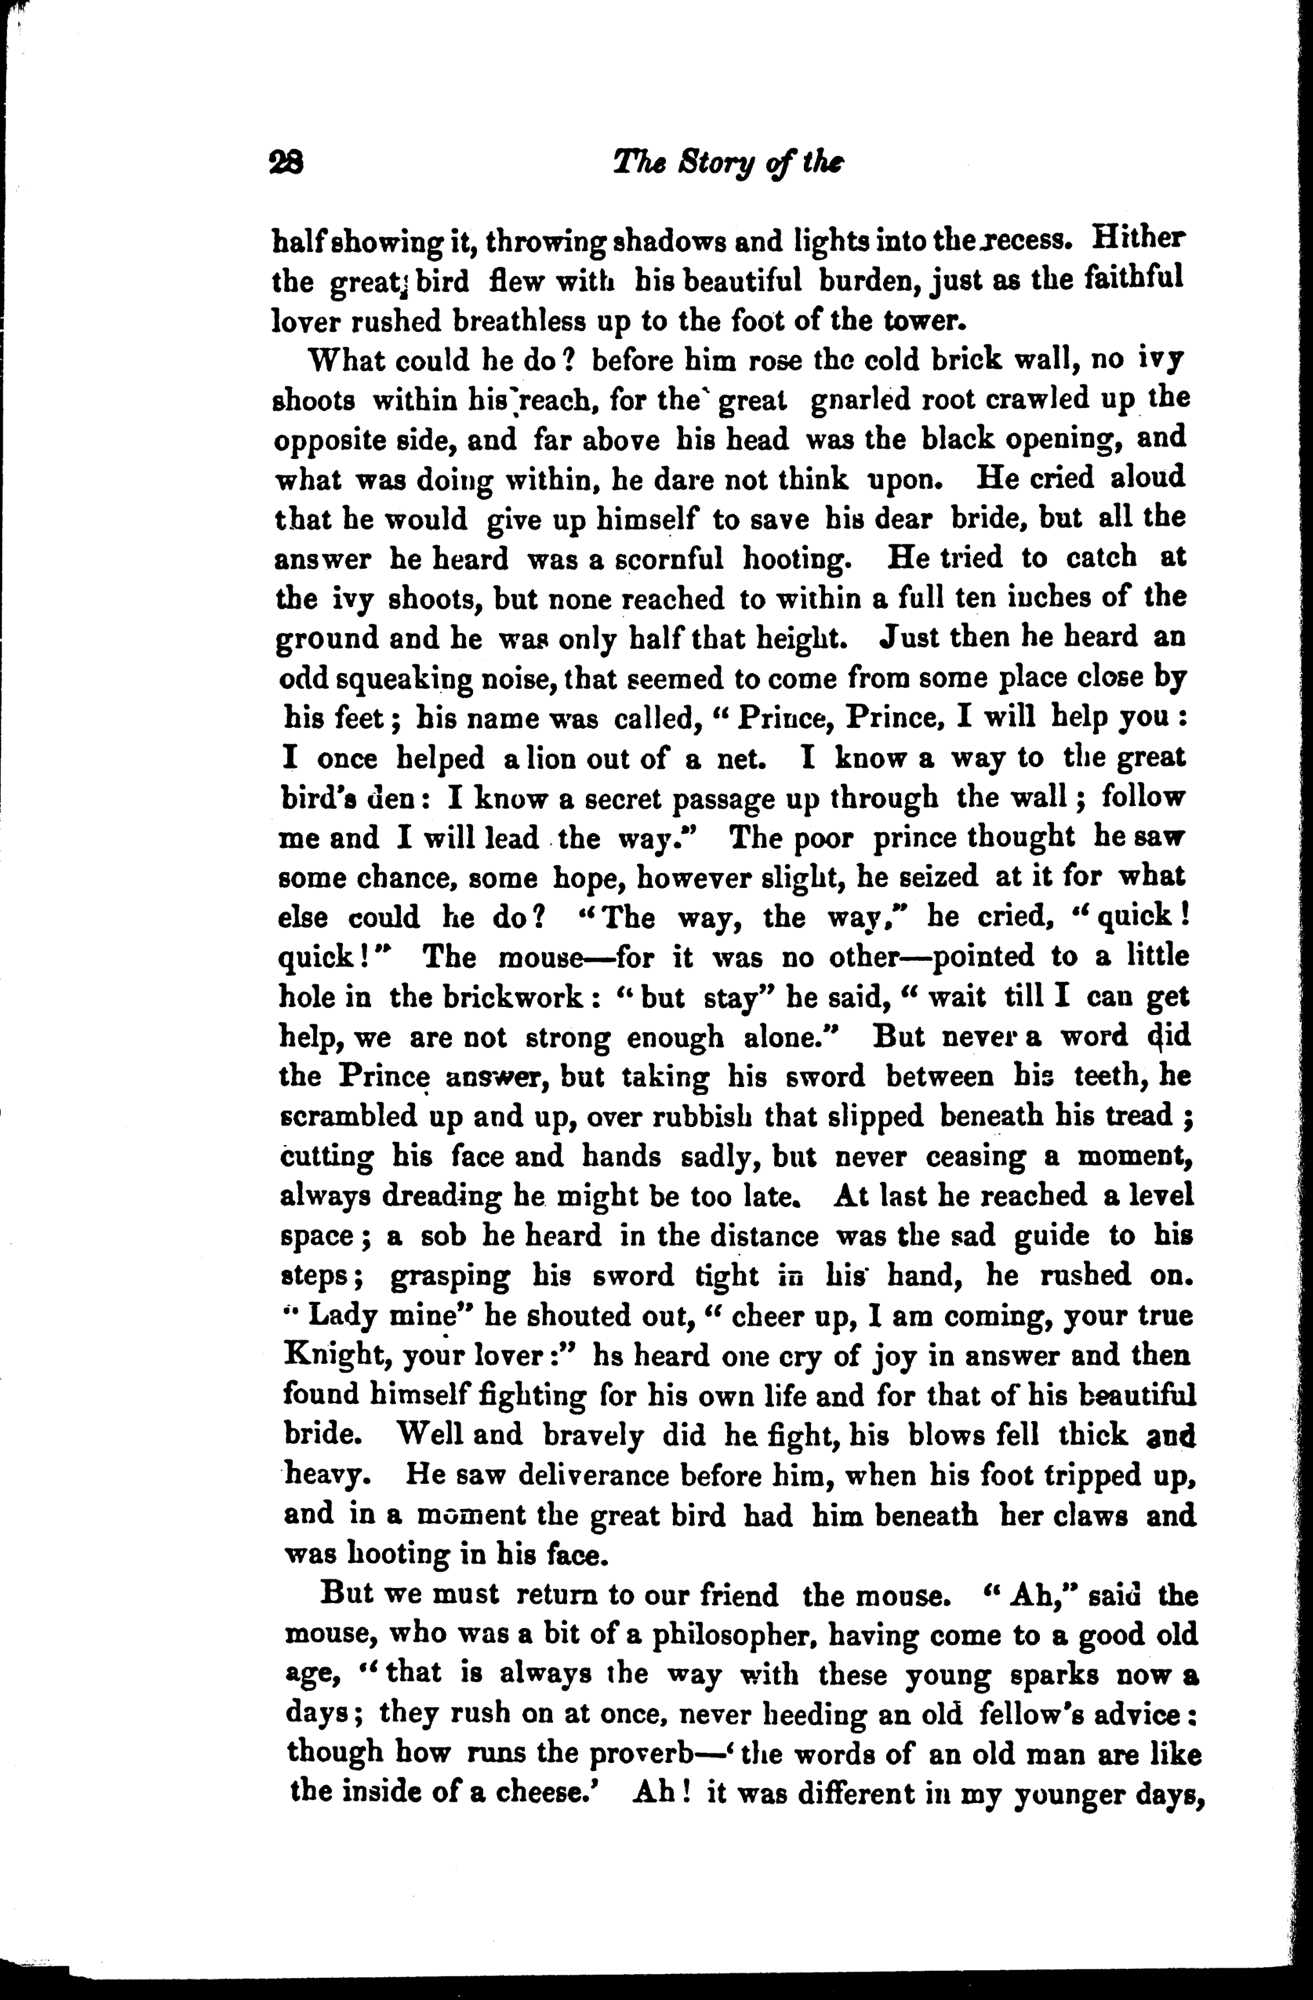 28 The Story of the
half showing it, throwing shadows and lights into the recess. Hither
the great bird flew with his beautiful burden, just as the faithful
lover rushed breathless up to the foot of the tower.
What could he do? before him rose the cold brick wall, no ivy
shoots within his reach, for the great gnarled root crawled up the
opposite side, and far above his head was the black opening, and
what was doing within, he dare not think upon. He cried aloud
that he would give up himself to save his dear bride, but all the
answer he heard was a scornful hooting. He tried to catch at
the ivy shoots, but none reached to within a full ten inches of the
ground and he was only half that height. Just then he heard an
odd squeaking noise, that seemed to come from some place close by
his feet; his name was called, "Prince, Prince, I will help you:
I once helped a lion out of a net. I know a way to the great
bird's den: I know a secret passage up through the wall; follow
me and I will lead the way." The poor prince thought he saw
some chance, some hope, however slight, he seized at it for what
else could he do? "The way, the way," he cried, "quick!
quick!" The mouse—for it was no other—pointed to a little
hole in the brickwork: "but stay" he said, "wait till I can get
help, we are not strong enough alone." But never a word did
the Prince answer, but taking his sword between his teeth, he
scrambled up and up, over rubbish that slipped beneath his tread;
cutting his face and hands sadly, but never ceasing a moment,
always dreading he might be too late. At last he reached a level
space; a sob he heard in the distance was the sad guide to his
steps; grasping his sword tight in his hand, he rushed on.
"Lady mine" he shouted out, "cheer up, I am coming, your true
Knight, your lover:" hs heard one cry of joy in answer and then
found himself fighting for his own life and for that of his beautiful
bride. Well and bravely did he fight, his blows fell thick and
heavy. He saw deliverance before him, when his foot tripped up,
and in a moment the great bird had him beneath her claws and
was hooting in his face.
But we must return to our friend the mouse. "Ah," said the
mouse, who was a bit of a philosopher, having come to a good old
age, "that is always the way with these young sparks now a
days; they rush on at once, never heeding an old fellow's advice:
though how runs the proverb—'the words of an old man are like
the inside of a cheese.' Ah! it was different in my younger days,